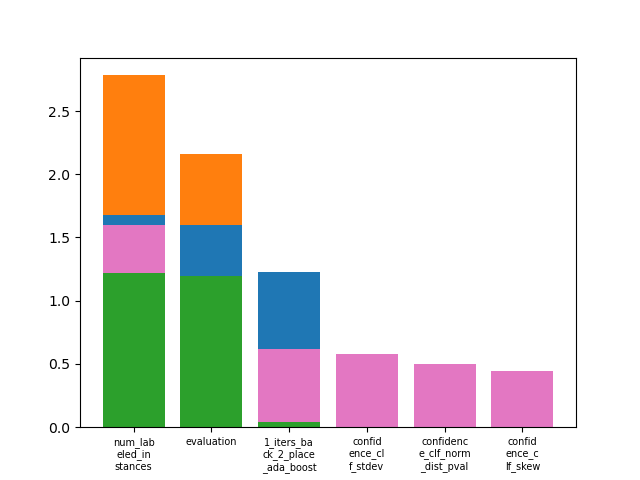 2.5
2.0
1.5
1.0
0.5
0.0
num_lab
eled_in
stances
evaluation
1_iters_ba
ck_2_place
_ada_boost
confid
ence_cl
f_stdev
confidenc
e_clf_norm
_dist_pval
confid
ence_c
lf_skew